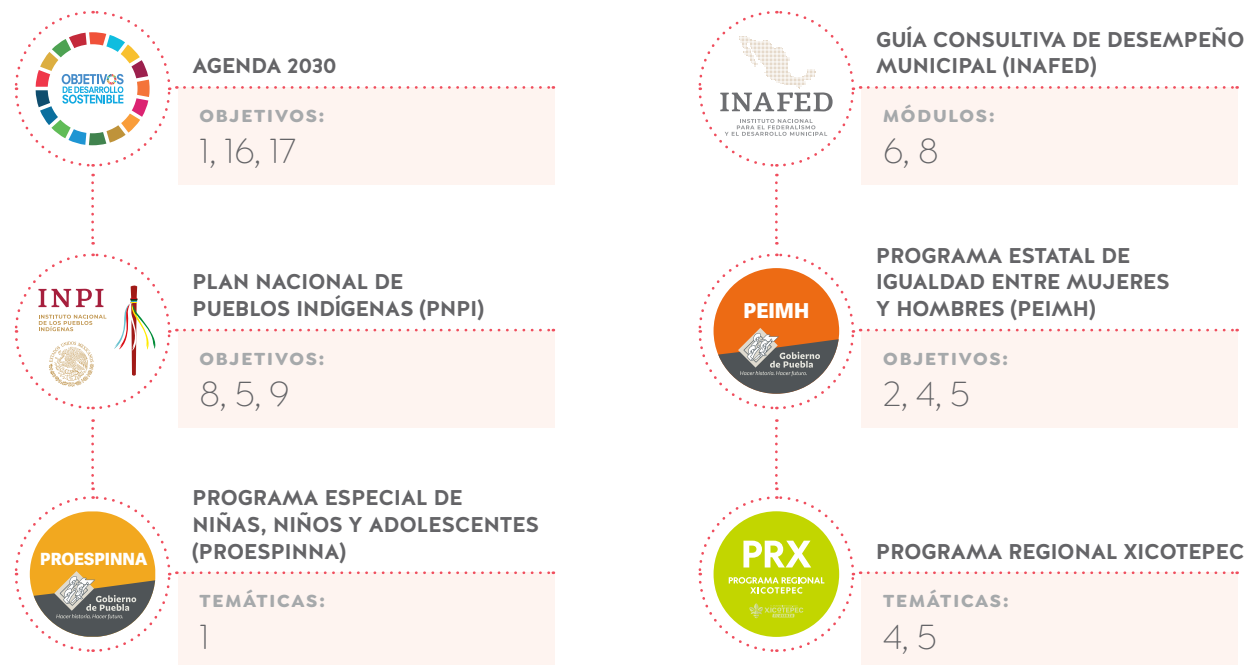 OBJETIVOS
DE DESARROLLO
SOSTENIBLE
AGENDA 2030
OBJETIVOS:
1, 16, 17
INPI
INSTITUTO NACIONAL
DE LOS PUEBLOS
INDÍGENAS
PLAN NACIONAL DE
PUEBLOS INDÍGENAS (PNPI)
OBJETIVOS:
8, 5, 9
PROESPINNA
Gobierno
de Puebla
Hacer historia. Hacer futuro.
PROGRAMA ESPECIAL DE
NIÑAS, NIÑOS Y ADOLESCENTES
(PROESPINNA)
TEMÁTICAS:
1
INAFED
INSTITUTO NACIONAL
PARA EL FEDERALISMO
Y EL DESARROLLO MUNICIPAL
GUÍA CONSULTIVA DE DESEMPEÑO
MUNICIPAL (INAFED)
MÓDULOS:
6, 8
PEIMH
Gobierno
de Puebla
Hacer historia. Hacer futuro.
PROGRAMA ESTATAL DE
IGUALDAD ENTRE MUJERES
Y HOMBRES (PEIMH)
OBJETIVOS:
2, 4, 5
PRX
PROGRAMA REGIONAL
XICOTEPEC
XICOTEPEC
PROGRAMA REGIONAL XICOTEPEC
TEMÁTICAS:
4, 5